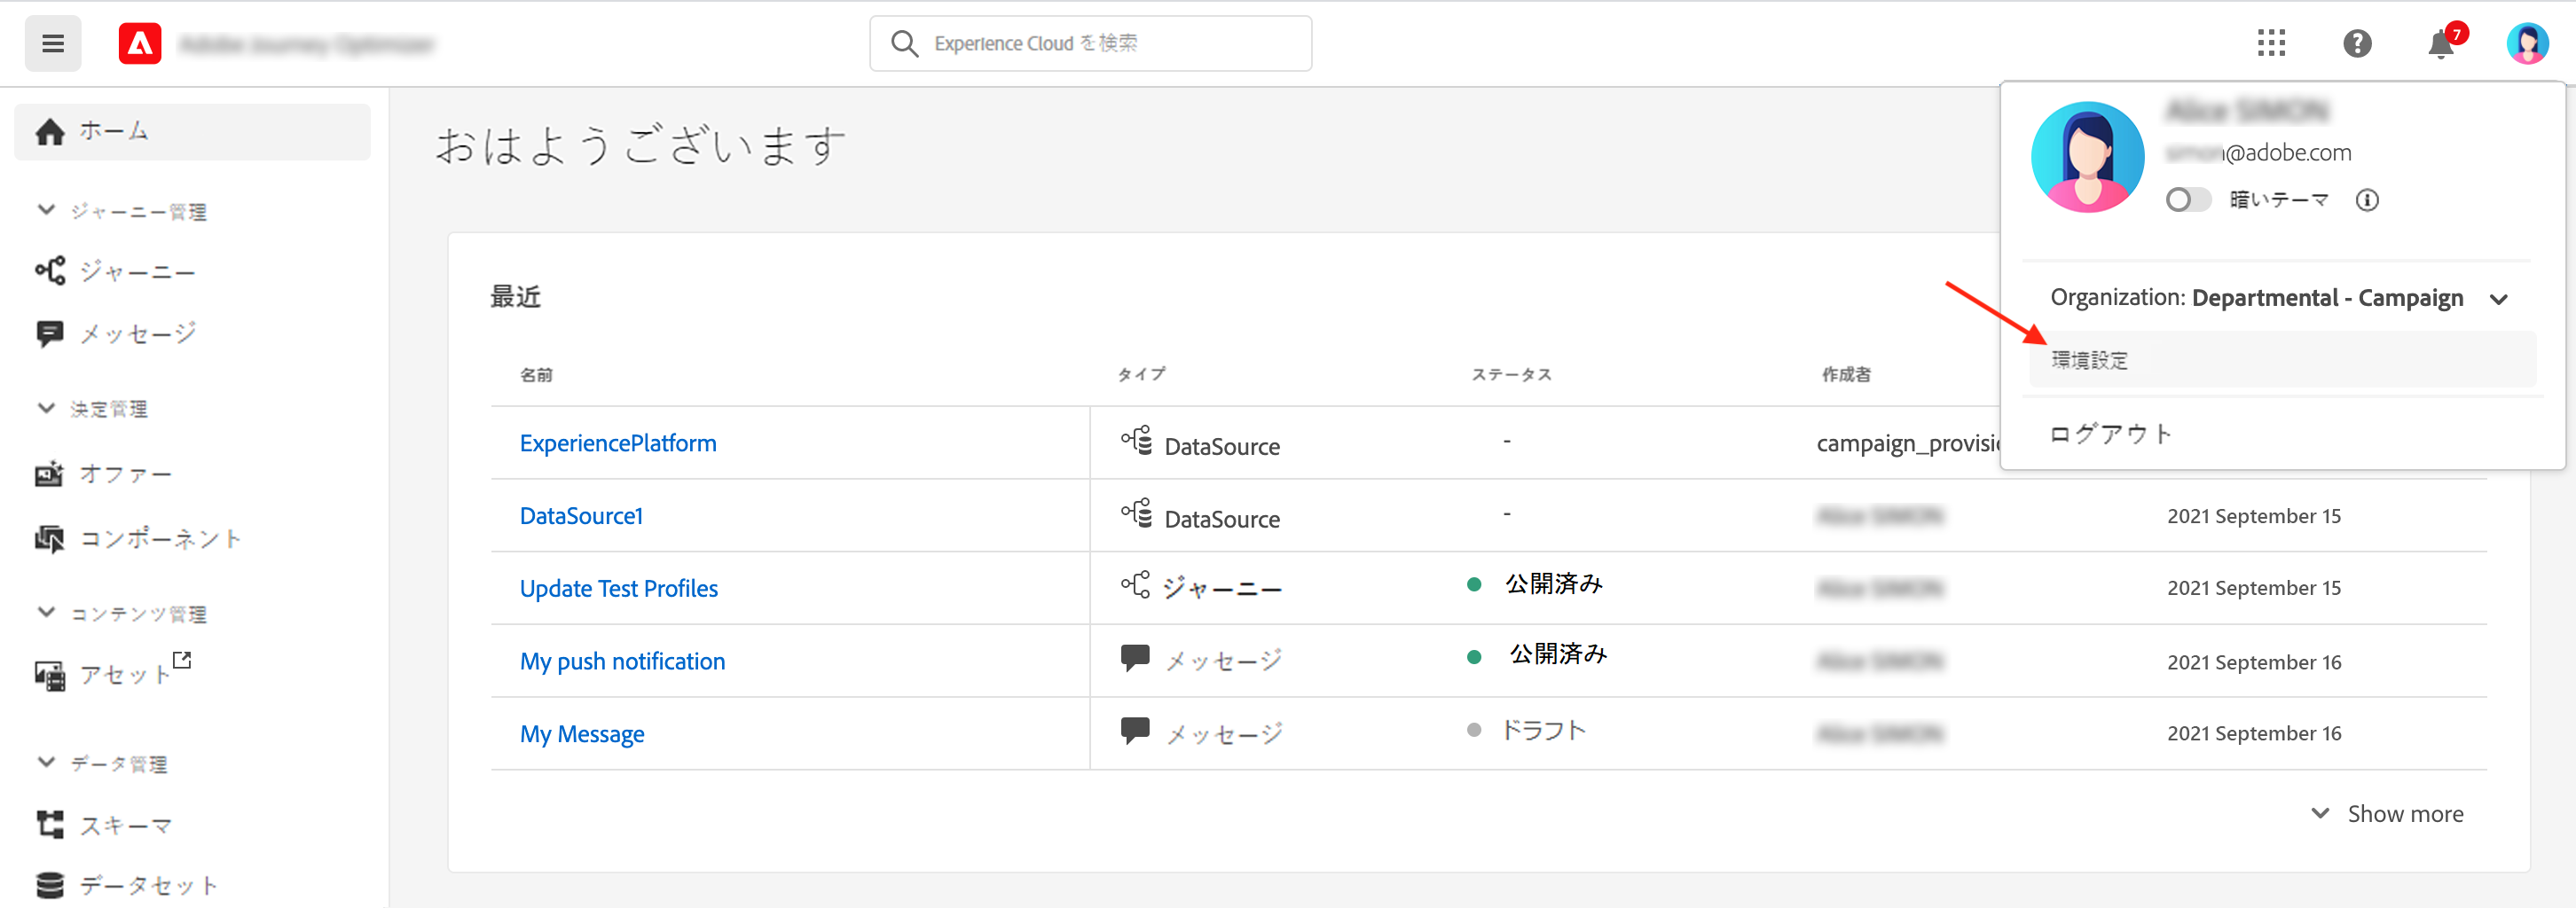 Experience Cloud を検索
7
ホーム
ジャーニー管理
ジャーニー
メッセージ
決定管理
オファー
コンポーネント
コンテンツ管理
アセット
データ管理
スキーマ
データセット
おはようございます
最近
名前 タイプ ステータス 作成者
ExperiencePlatform DataSource -
DataSource1 DataSource - 2021 September 15
Update Test Profiles ジャーニー 公開済み 2021 September 15
My push notification メッセージ 公開済み 2021 September 16
My Message メッセージ ドラフト 2021 September 16
Show more
@adobe.com
暗いテーマ
Organization: Departmental - Campaign
環境設定
ログアウト